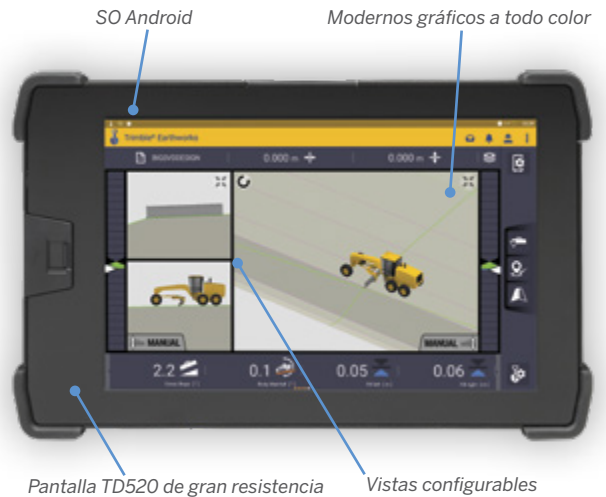 SO Android
Modernos gráficos a todo color
Trimble® Earthworks
0.000 m
0.000 m
MANUAL
MANUAL
2.2
0.1
0.05
0.06
Pantalla TD520 de gran resistencia
Vistas configurables